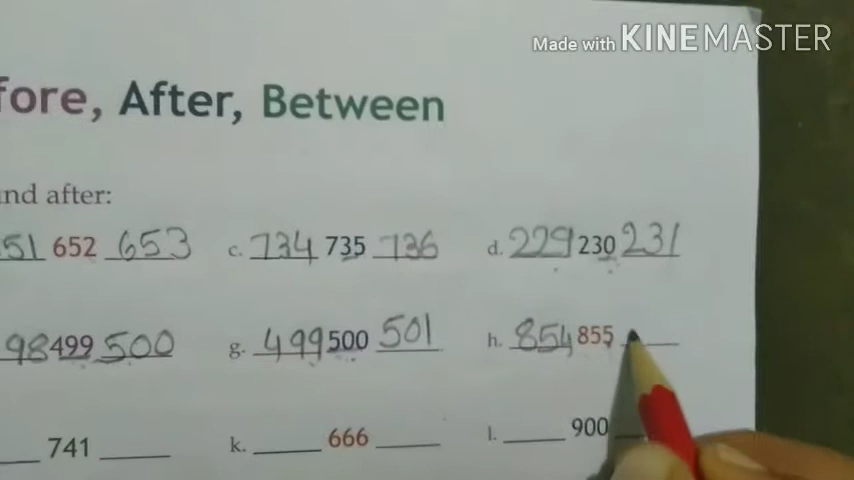 Made with KINEMASTER
fore, After, Between
nd after:
51 652 653 c. 734 735 736 d. 229 230 231
98 499 500 g. 499 500 501 h. 854 855
741 k. 666 l. 900